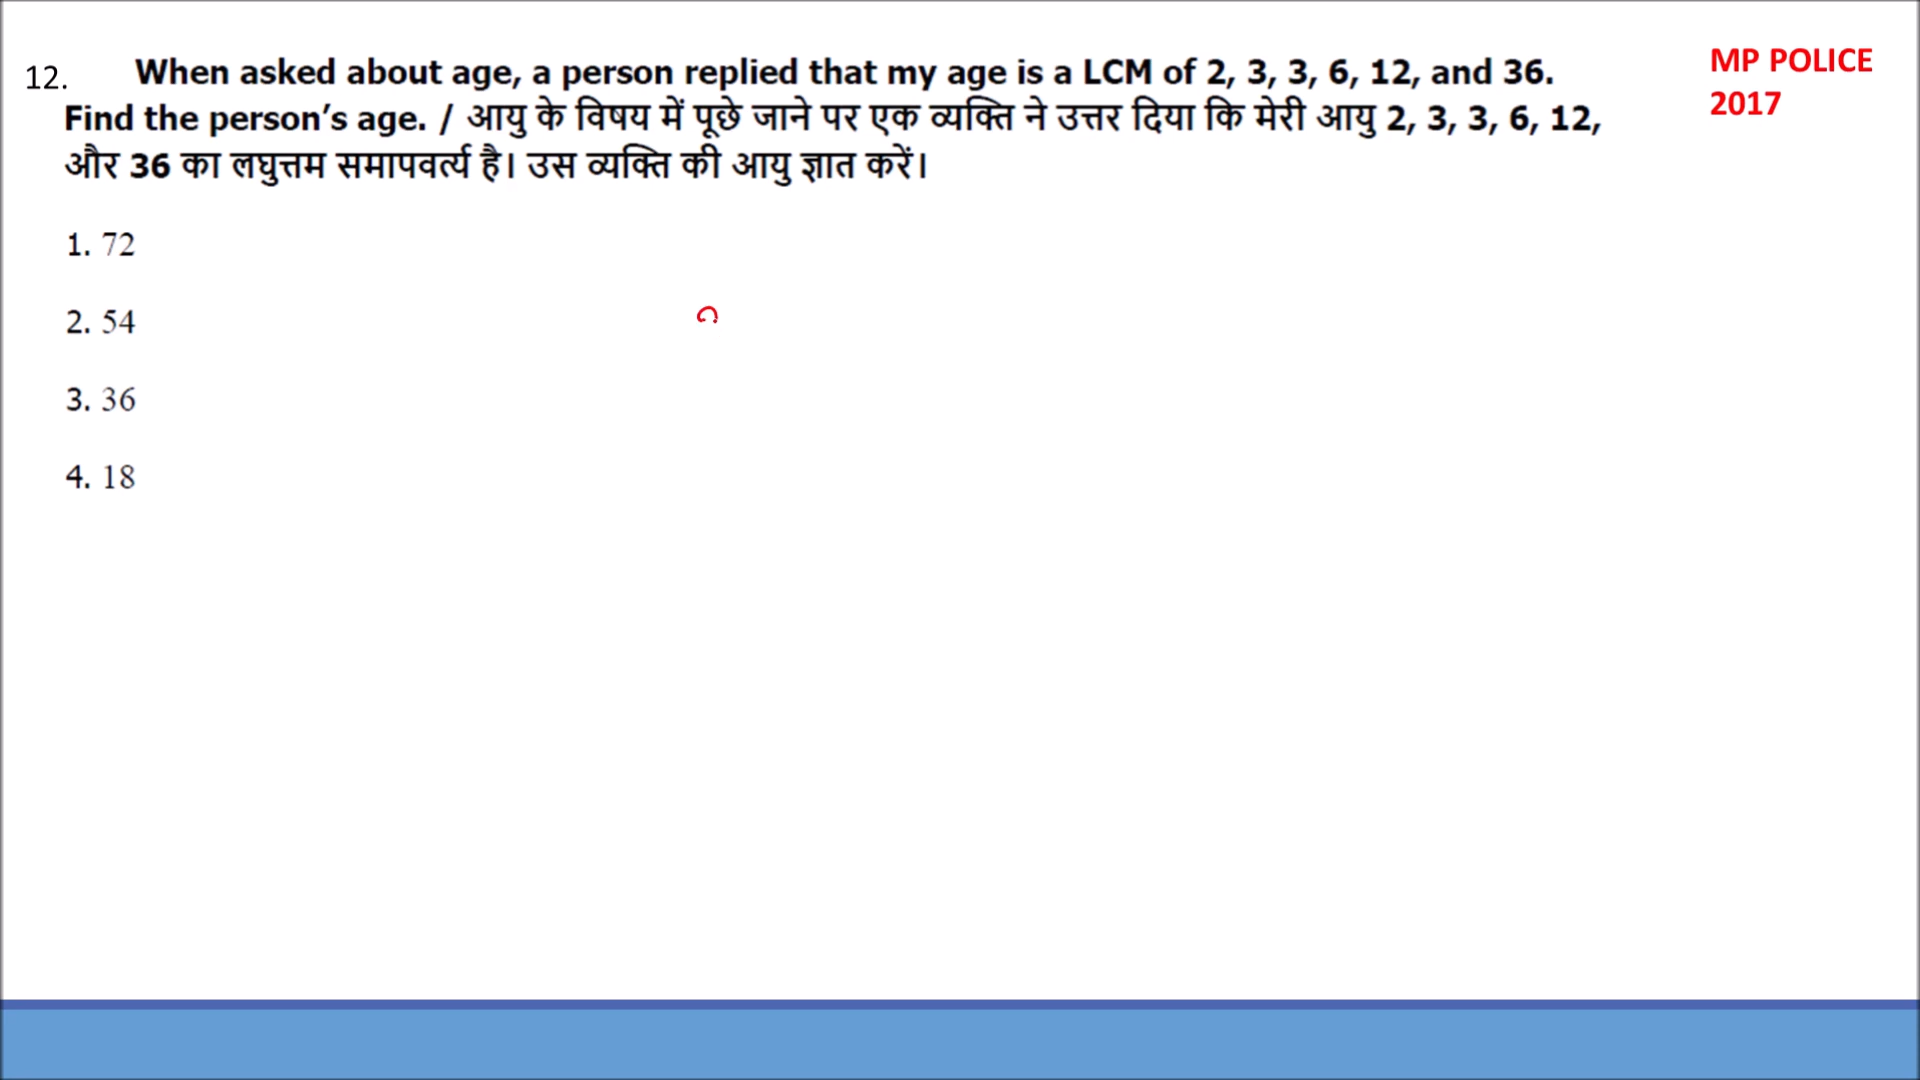 12.
When asked about age, a person replied that my age is a LCM of 2, 3, 3, 6, 12, and 36.
Find the person’s age. / आयु के विषय में पूछे जाने पर एक व्यक्ति ने उत्तर दिया कि मेरी आयु 2, 3, 3, 6, 12,
और 36 का लघुत्तम समापवर्त्य है। उस व्यक्ति की आयु ज्ञात करें।
MP POLICE
2017
1. 72
2. 54
3. 36
4. 18